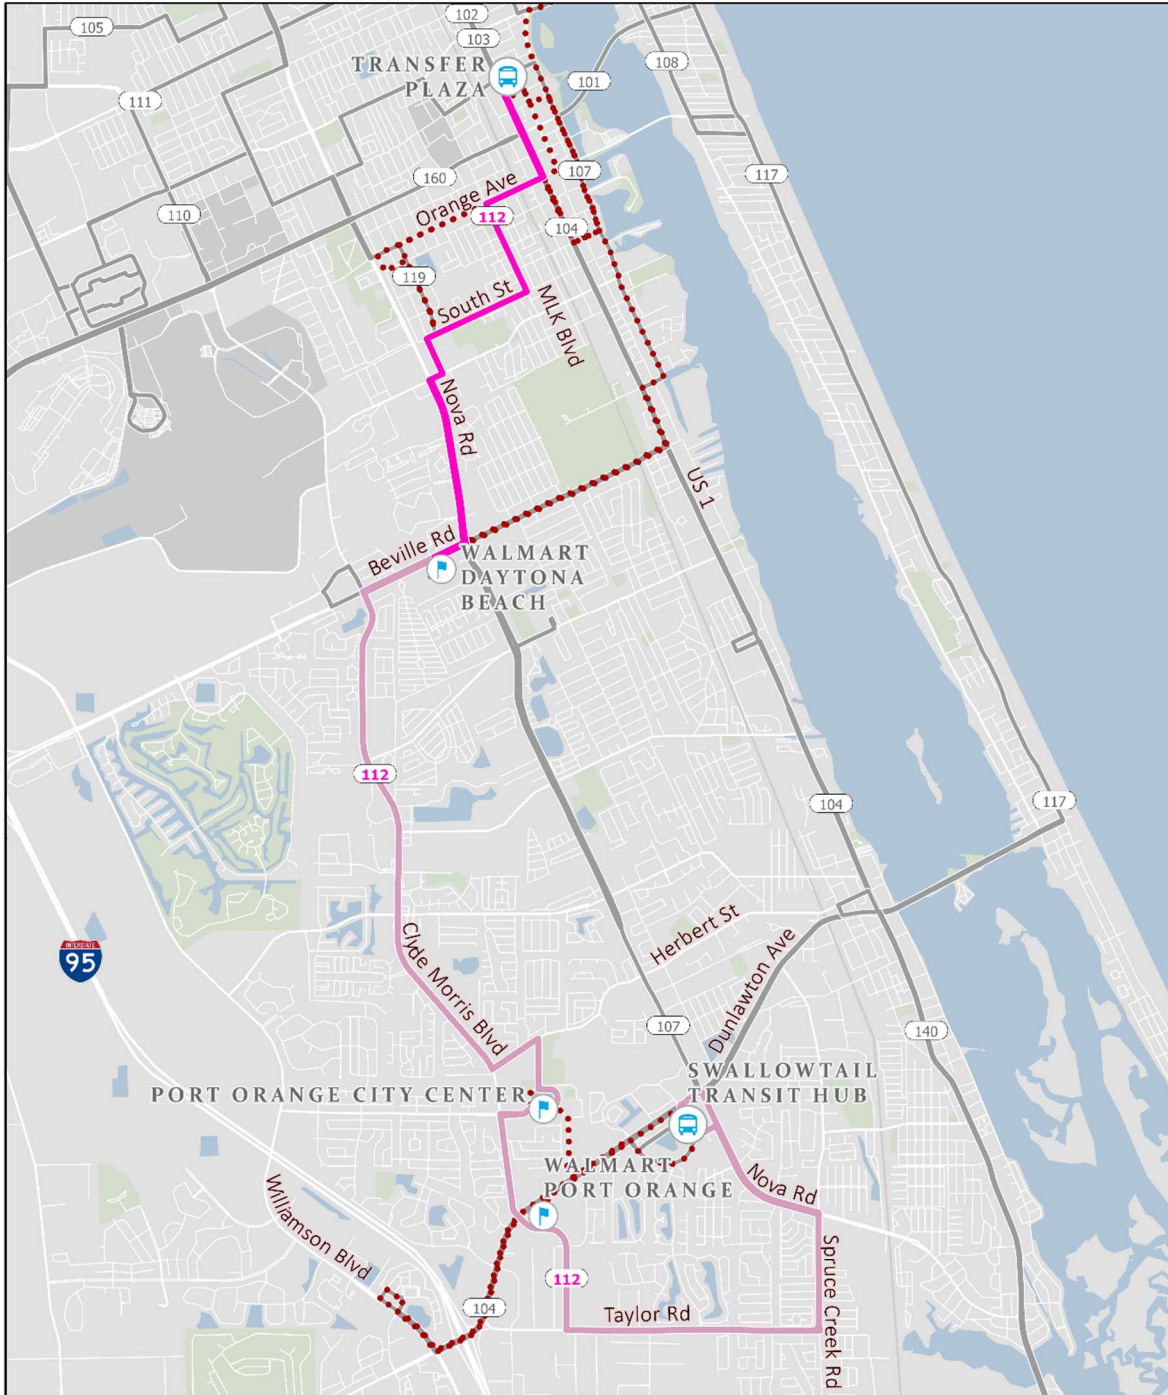 102
105
103
TRANSFER
PLAZA
108
101
111
107
117
160
Orange Ave
110
112
104
119
South St
MLK Blvd
Nova Rd
US 1
Beville Rd
WALMART
DAYTONA
BEACH
112
104
117
Herbert St
Clyde Morris Blvd
INTERSTATE
95
Dunlawton Ave
107
140
SWALLOWTAIL
TRANSIT HUB
PORT ORANGE CITY CENTER
WALMART
PORT ORANGE
Nova Rd
Williamson Blvd
Spruce Creek Rd
112
104
Taylor Rd